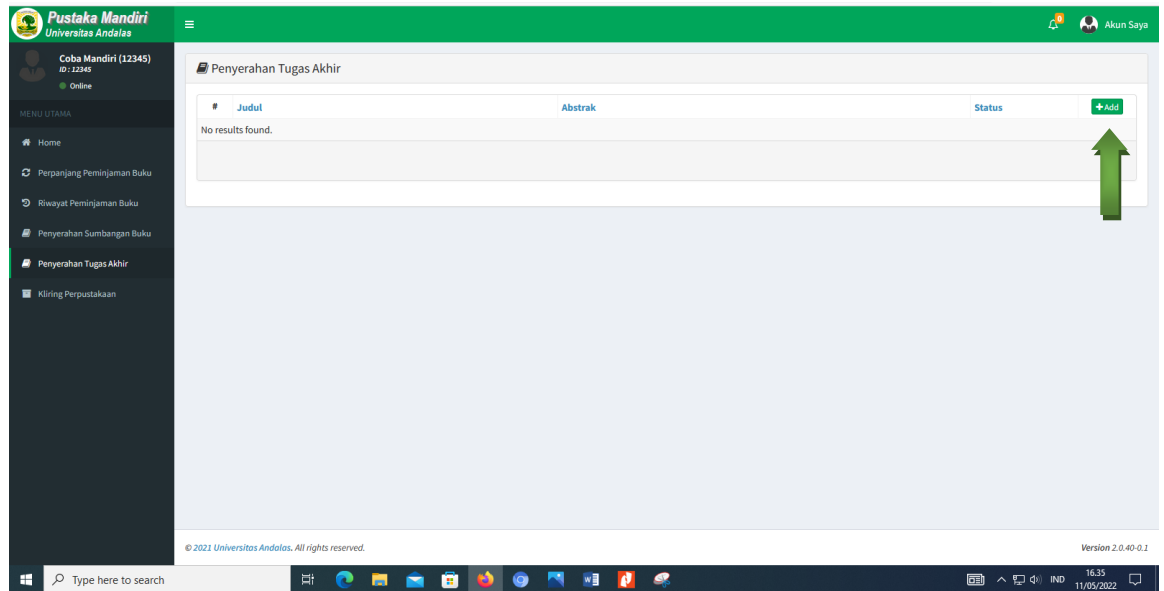 Pustaka Mandiri
Universitas Andalas
0
Akun Saya
Coba Mandiri (12345)
ID : 12345
Online
MENU UTAMA
Home
Perpanjang Peminjaman Buku
Riwayat Peminjaman Buku
Penyerahan Sumbangan Buku
Penyerahan Tugas Akhir
Kliring Perpustakaan
Penyerahan Tugas Akhir
# Judul Abstrak Status +Add
No results found.
© 2021 Universitas Andalas. All rights reserved. Version 2.0.40-0.1
Type here to search
IND
16.35
11/05/2022